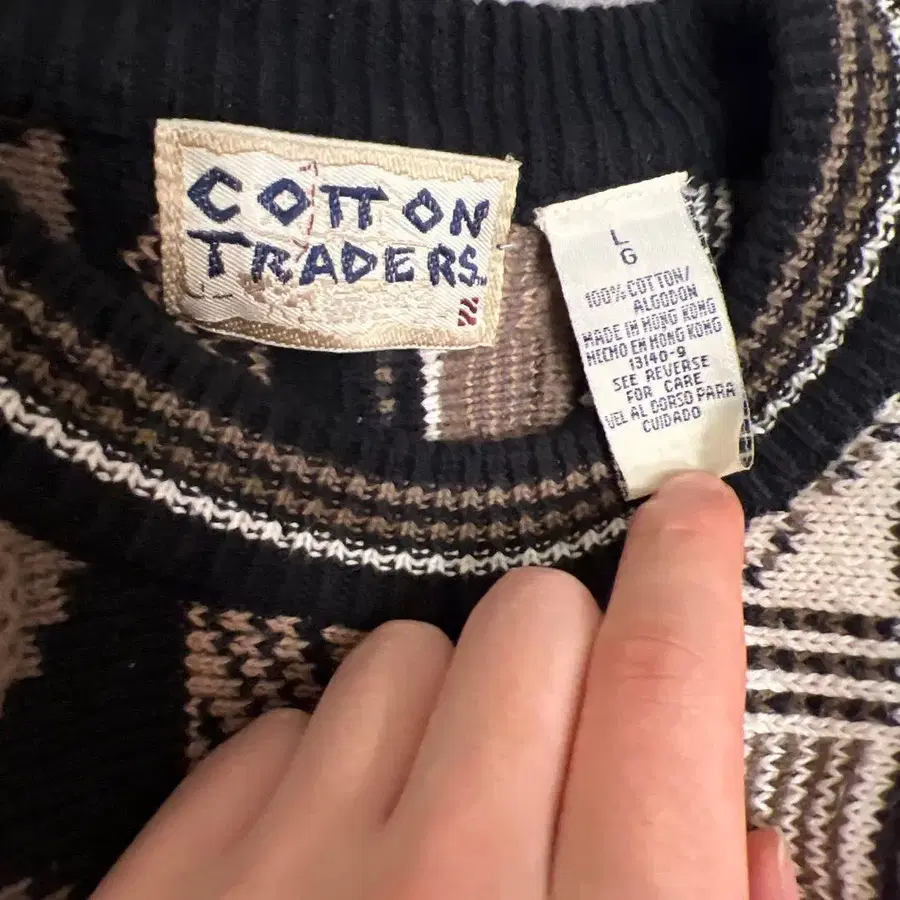 COTTON
TRADERS
L
G
100% COTTON/
ALGODON
MADE IN HONG KONG
HECHO EN HONG KONG
13140-9
SEE REVERSE
FOR CARE
VEL AL DORSO PARA
CUIDADO